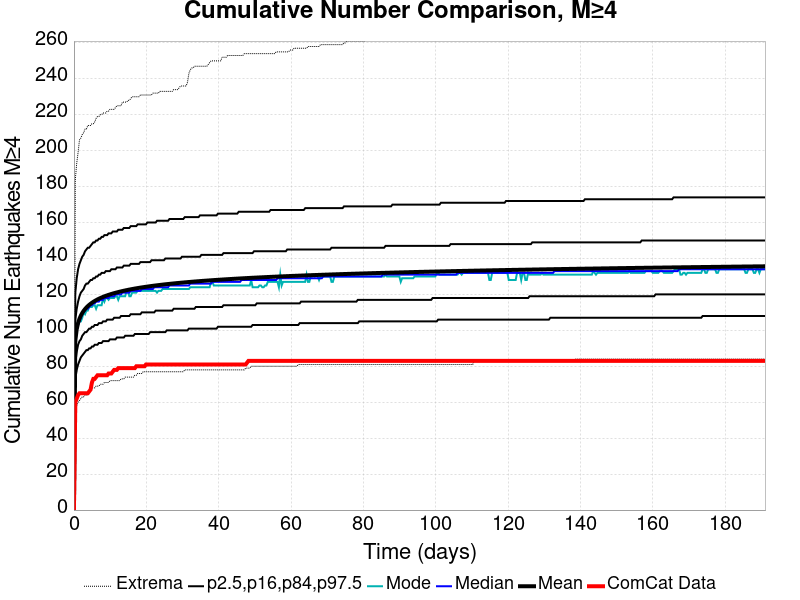 Cumulative Number Comparison, M≥4
Cumulative Num Earthquakes M≥4
260
240
220
200
180
160
140
120
100
80
60
40
20
0
0 20 40 60 80 100 120 140 160 180
Time (days)
Extrema p2.5,p16,p84,p97.5 Mode Median Mean ComCat Data